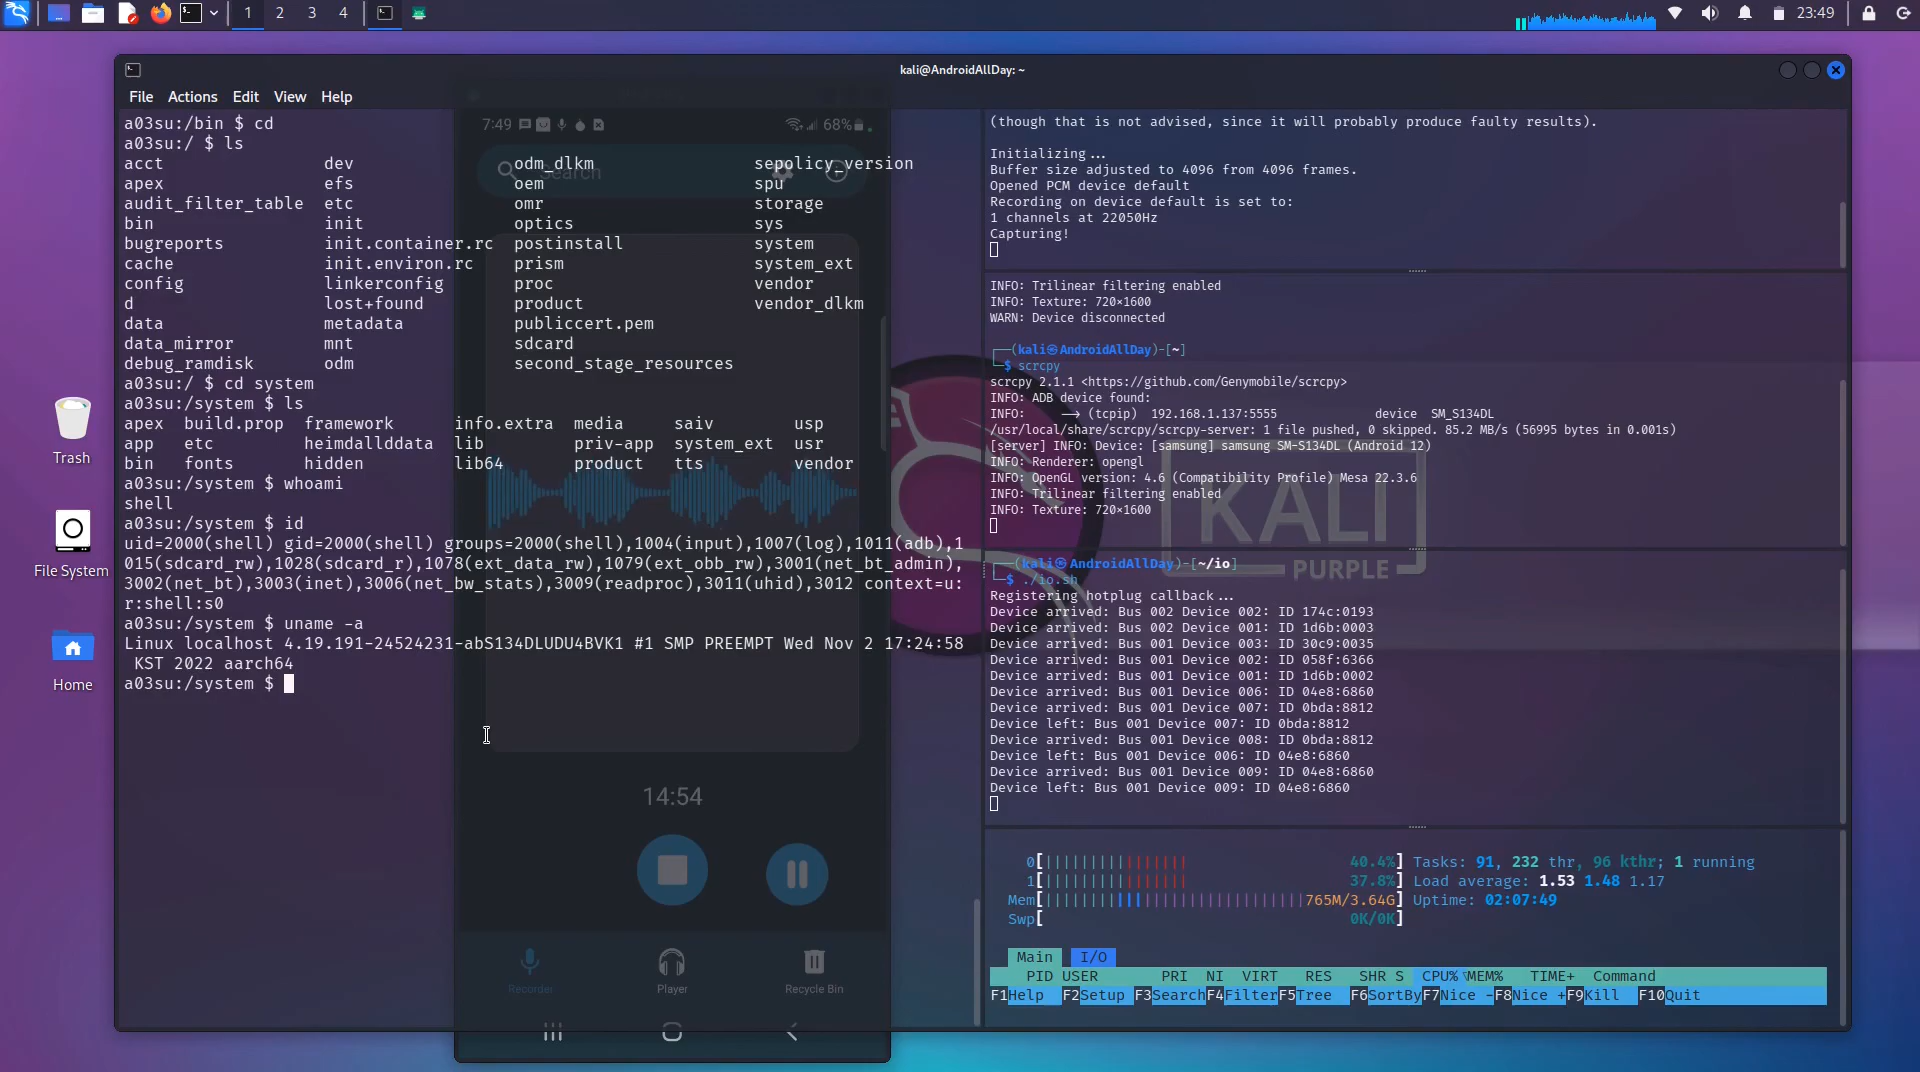 1 2 3 4
23:49
kali@AndroidAllDay: ~
File Actions Edit View Help
Trash
File System
Home
a03su:/bin $ cd
a03su:/ $ ls
acct dev odm_dlkm sepolicy_version
apex efs oem spu
audit_filter_table etc omr storage
bin init optics sys
bugreports init.container.rc postinstall system
cache init.environ.rc prism system_ext
config linkerconfig proc vendor
d lost+found product vendor_dlkm
data metadata publiccert.pem
data_mirror mnt sdcard
debug_ramdisk odm second_stage_resources
a03su:/ $ cd system
a03su:/system $ ls
apex build.prop framework info.extra media saiv usp
app etc heimdallddata lib priv-app system_ext usr
bin fonts hidden lib64 product tts vendor
a03su:/system $ whoami
shell
a03su:/system $ id
uid=2000(shell) gid=2000(shell) groups=2000(shell),1004(input),1007(log),1011(adb),1
015(sdcard_rw),1028(sdcard_r),1078(ext_data_rw),1079(ext_obb_rw),3001(net_bt_admin),
3002(net_bt),3003(inet),3006(net_bw_stats),3009(readproc),3011(uhid),3012 context=u:
r:shell:s0
a03su:/system $ uname -a
Linux localhost 4.19.191-24524231-abS134DLUDU4BVK1 #1 SMP PREEMPT Wed Nov 2 17:24:58
KST 2022 aarch64
a03su:/system $
7:49 68%
Search
14:54
Recorder Player Recycle Bin
(though that is not advised, since it will probably produce faulty results).
Initializing...
Buffer size adjusted to 4096 from 4096 frames.
Opened PCM device default
Recording on device default is set to:
1 channels at 22050Hz
Capturing!
INFO: Trilinear filtering enabled
INFO: Texture: 720×1600
WARN: Device disconnected
┌──(kali㉿AndroidAllDay)-[~]
└─$ scrcpy
scrcpy 2.1.1 <https://github.com/Genymobile/scrcpy>
INFO: ADB device found:
INFO: --> (tcpip) 192.168.1.137:5555 device SM_S134DL
/usr/local/share/scrcpy/scrcpy-server: 1 file pushed, 0 skipped. 85.2 MB/s (56995 bytes in 0.001s)
[server] INFO: Device: [samsung] samsung SM-S134DL (Android 12)
INFO: Renderer: opengl
INFO: OpenGL version: 4.6 (Compatibility Profile) Mesa 22.3.6
INFO: Trilinear filtering enabled
INFO: Texture: 720×1600
KALI
PURPLE
┌──(kali㉿AndroidAllDay)-[~/io]
└─$ ./io.sh
Registering hotplug callback...
Device arrived: Bus 002 Device 002: ID 174c:0193
Device arrived: Bus 002 Device 001: ID 1d6b:0003
Device arrived: Bus 001 Device 003: ID 30c9:0035
Device arrived: Bus 001 Device 002: ID 058f:6366
Device arrived: Bus 001 Device 001: ID 1d6b:0002
Device arrived: Bus 001 Device 006: ID 04e8:6860
Device arrived: Bus 001 Device 007: ID 0bda:8812
Device left: Bus 001 Device 007: ID 0bda:8812
Device arrived: Bus 001 Device 008: ID 0bda:8812
Device left: Bus 001 Device 006: ID 04e8:6860
Device arrived: Bus 001 Device 009: ID 04e8:6860
Device left: Bus 001 Device 009: ID 04e8:6860
0[|||||||||||||||| 40.4%] Tasks: 91, 232 thr, 96 kthr; 1 running
1[|||||||||||||||| 37.8%] Load average: 1.53 1.48 1.17
Mem[|||||||||||||||||||||||||||||765M/3.64G] Uptime: 02:07:49
Swp[ 0K/0K]
Main I/O
PID USER PRI NI VIRT RES SHR S CPU%▽MEM% TIME+ Command
F1Help F2Setup F3SearchF4FilterF5Tree F6SortByF7Nice -F8Nice +F9Kill F10Quit